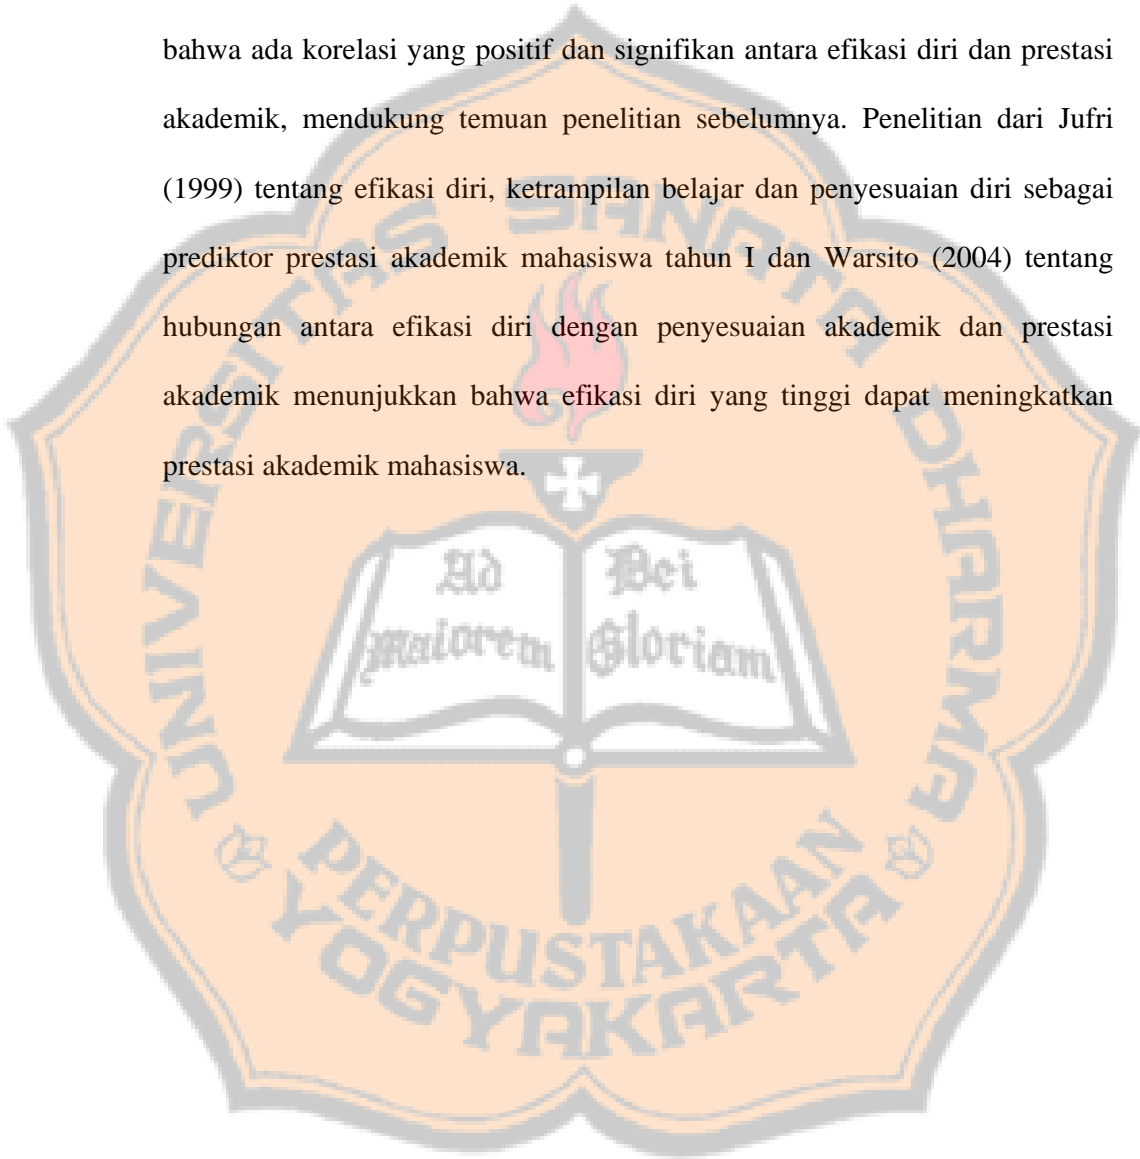 bahwa ada korelasi yang positif dan signifikan antara efikasi diri dan prestasi
akademik, mendukung temuan penelitian sebelumnya. Penelitian dari Jufri
(1999) tentang efikasi diri, ketrampilan belajar dan penyesuaian diri sebagai
prediktor prestasi akademik mahasiswa tahun I dan Warsito (2004) tentang
hubungan antara efikasi diri dengan penyesuaian akademik dan prestasi
akademik menunjukkan bahwa efikasi diri yang tinggi dapat meningkatkan
prestasi akademik mahasiswa.
UNIVERSITAS SANATA DHARMA
Ad
maiorem
Dei
Gloriam
PERPUSTAKAAN
YOGYAKARTA